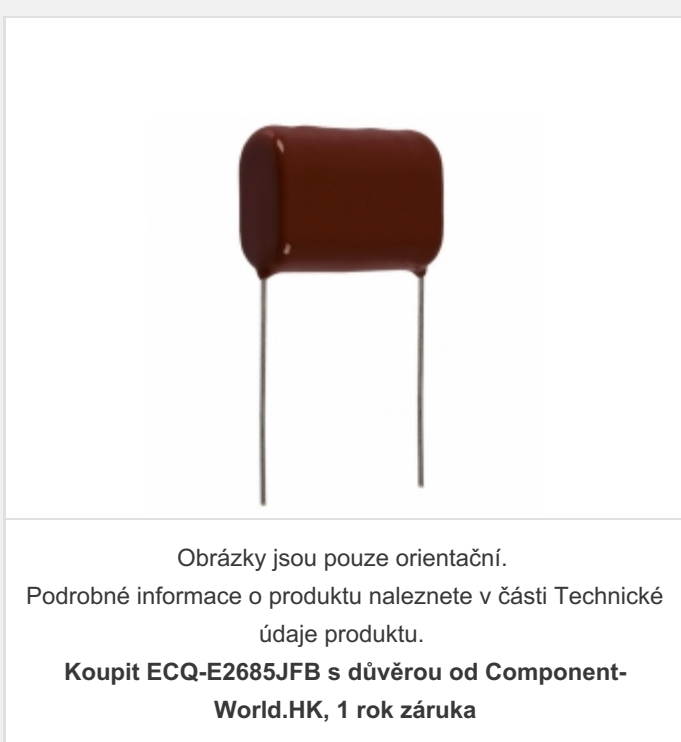 Obrázky jsou pouze orientační.
Podrobné informace o produktu naleznete v části Technické
údaje produktu.
Koupit ECQ-E2685JFB s důvěrou od Component-
World.HK, 1 rok záruka